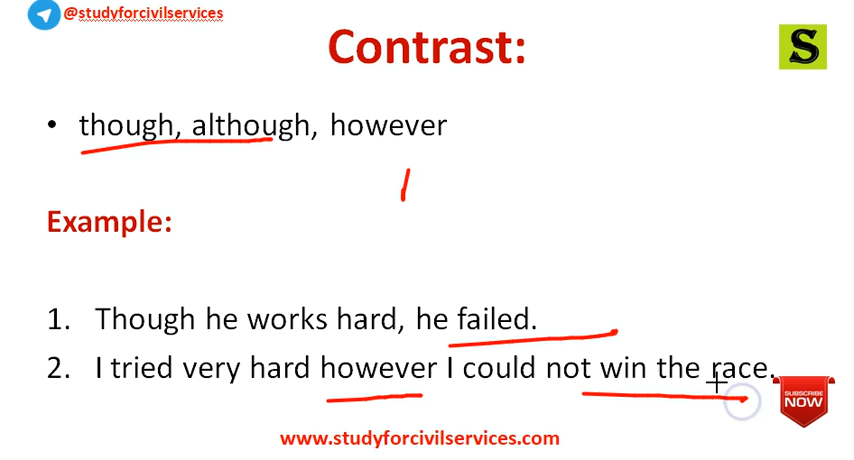 @studyforcivilservices
Contrast:
S
• though, although, however
Example:
1. Though he works hard, he failed.
2. I tried very hard however I could not win the race.
SUBSCRIBE
NOW
www.studyforcivilservices.com